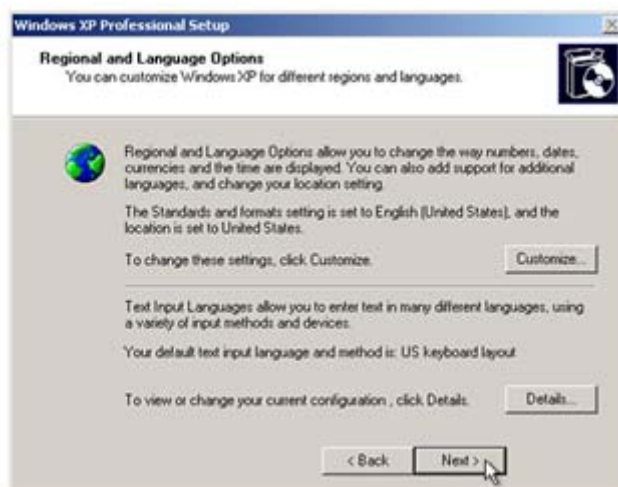 Windows XP Professional Setup
Regional and Language Options
You can customize Windows XP for different regions and languages.
Regional and Language Options allow you to change the way numbers, dates,
currencies and the time are displayed. You can also add support for additional
languages, and change your location setting.
The Standards and formats setting is set to English (United States), and the
location is set to United States.
To change these settings, click Customize.
Customize...
Text Input Languages allow you to enter text in many different languages, using
a variety of input methods and devices.
Your default text input language and method is: US keyboard layout
To view or change your current configuration , click Details.
Details...
< Back
Next >